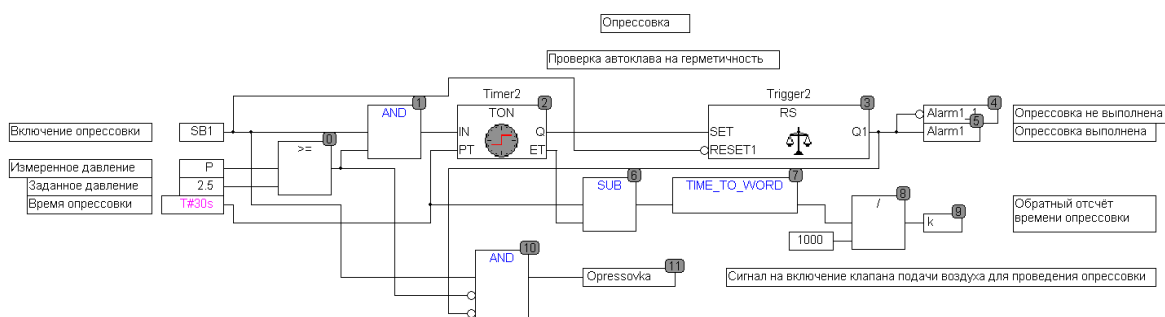 Опрессовка
Проверка автоклава на герметичность
Timer2
Trigger2
1
2
3
4
AND
TON
RS
Alarm1_1
Опрессовка не выполнена
5
Включение опрессовки
SB1
IN
Q
SET
Q1
Alarm1
Опрессовка выполнена
0
>=
PT
ET
RESET1
Измеренное давление
P
Заданное давление
2.5
6
7
SUB
TIME_TO_WORD
Время опрессовки
T#30s
8
/
9
k
Обратный отсчёт
времени опрессовки
1000
10
AND
11
Opressovka
Сигнал на включение клапана подачи воздуха для проведения опрессовки